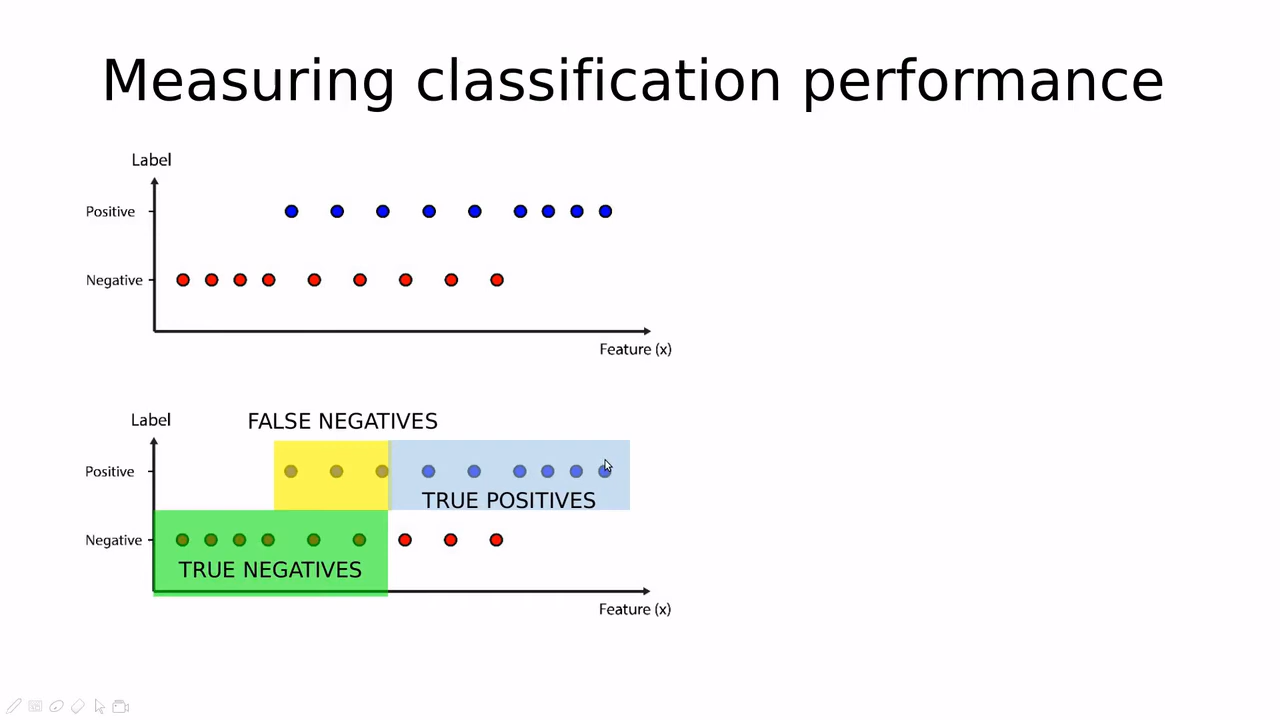 Measuring classification performance
Label
Positive
Negative
Feature (x)
Label
FALSE NEGATIVES
Positive
TRUE POSITIVES
Negative
TRUE NEGATIVES
Feature (x)